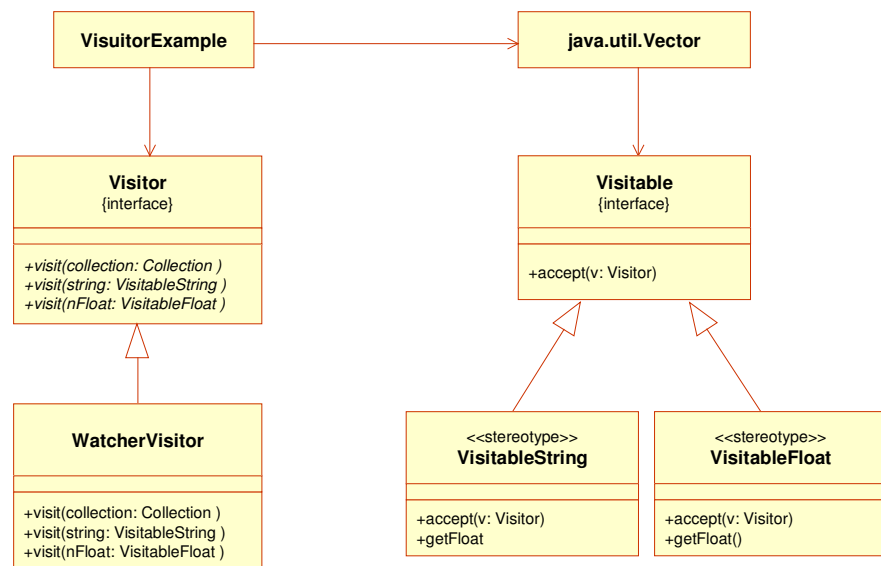 VisuitorExample
java.util.Vector
Visitor
{interface}
+visit(collection: Collection )
+visit(string: VisitableString )
+visit(nFloat: VisitableFloat )
Visitable
{interface}
+accept(v: Visitor)
WatcherVisitor
+visit(collection: Collection )
+visit(string: VisitableString )
+visit(nFloat: VisitableFloat )
<<stereotype>>
VisitableString
+accept(v: Visitor)
+getFloat
<<stereotype>>
VisitableFloat
+accept(v: Visitor)
+getFloat()